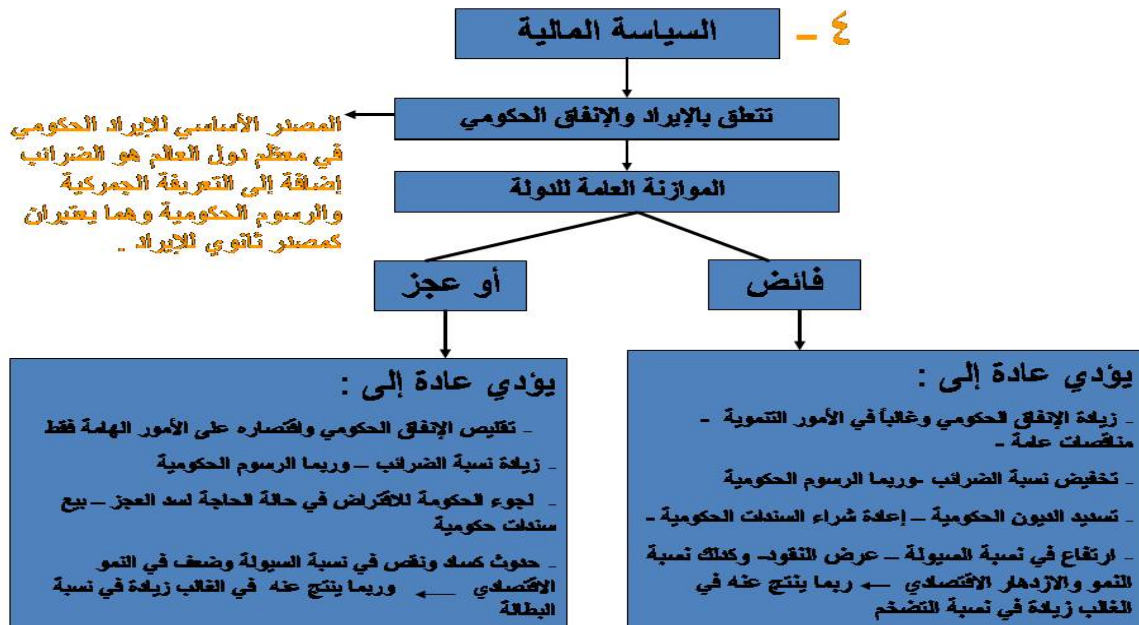 ٤ -
السياسة المالية
تتعلق بالإيراد والإنفاق الحكومي
المصدر الأساسي للإيراد الحكومي
في معظم دول العالم هو الضرائب
إضافة إلى التعريفة الجمركية
والرسوم الحكومية وهما يعتبران
كمصدر ثانوي للإيراد .
الموازنة العامة للدولة
فائض
أو عجز
يؤدي عادة إلى :
- زيادة الإنفاق الحكومي وغالباً في الأمور التنموية -
مناقصات عامة -
- تخفيض نسبة الضرائب -وربما الرسوم الحكومية
- تسديد الديون الحكومية – إعادة شراء السندات الحكومية -
- ارتفاع في نسبة السيولة – عرض النقود- وكذلك نسبة
النمو والازدهار الاقتصادي ← ربما ينتج عنه في
الغالب زيادة في نسبة التضخم
يؤدي عادة إلى :
- تقليص الإنفاق الحكومي واقتصاره على الأمور الهامة فقط
- زيادة نسبة الضرائب – وربما الرسوم الحكومية
- لجوء الحكومة للاقتراض في حالة الحاجة لسد العجز – بيع
سندات حكومية
- حدوث كساد ونقص في نسبة السيولة وضعف في النمو
الاقتصادي ← وربما ينتج عنه في الغالب زيادة في نسبة
البطالة